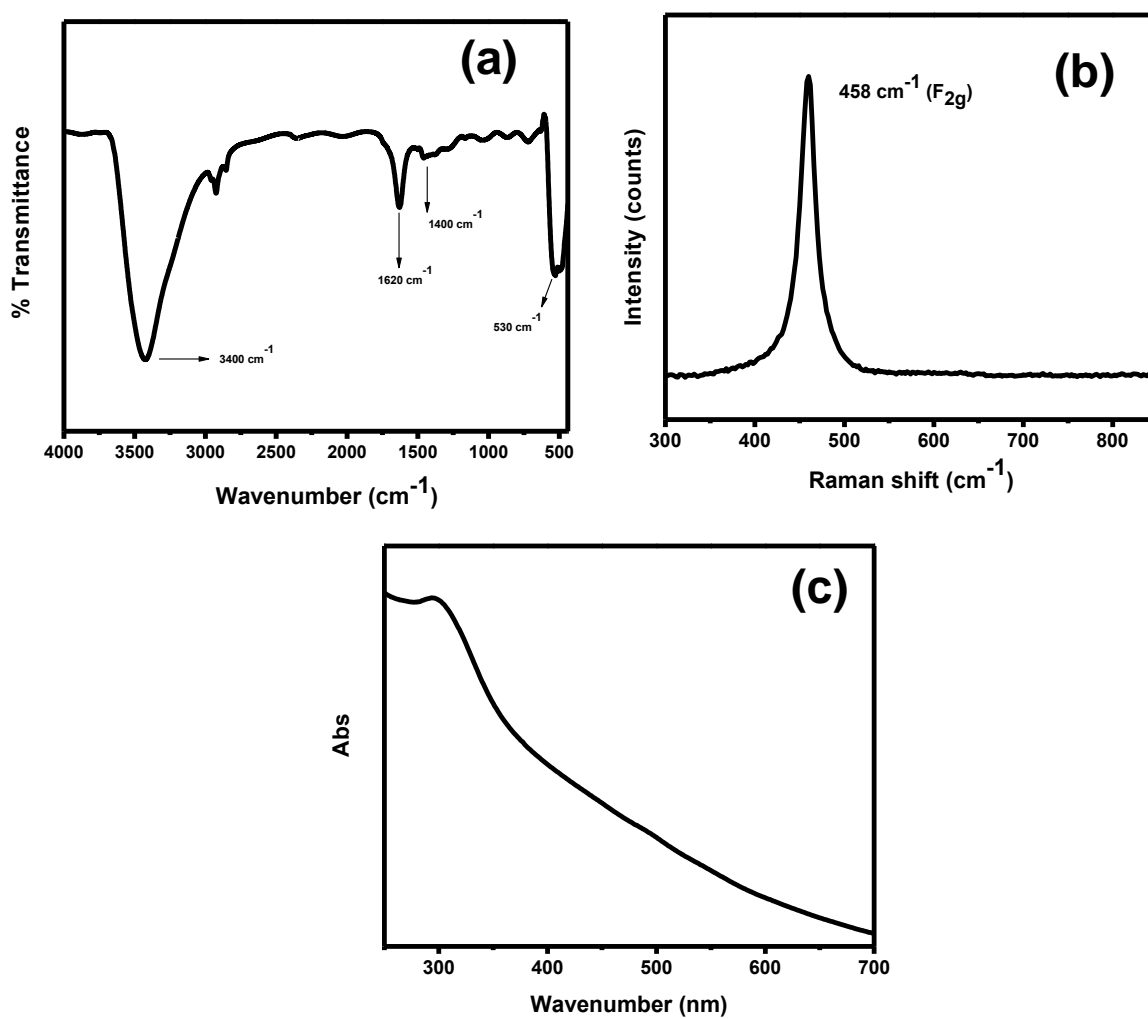 (a)
% Transmittance
3400 cm⁻¹
1620 cm⁻¹
1400 cm⁻¹
530 cm⁻¹
4000 3500 3000 2500 2000 1500 1000 500
Wavenumber (cm⁻¹)
(b)
458 cm⁻¹ (F₂g)
Intensity (counts)
300 400 500 600 700 800
Raman shift (cm⁻¹)
(c)
Abs
300 400 500 600 700
Wavenumber (nm)